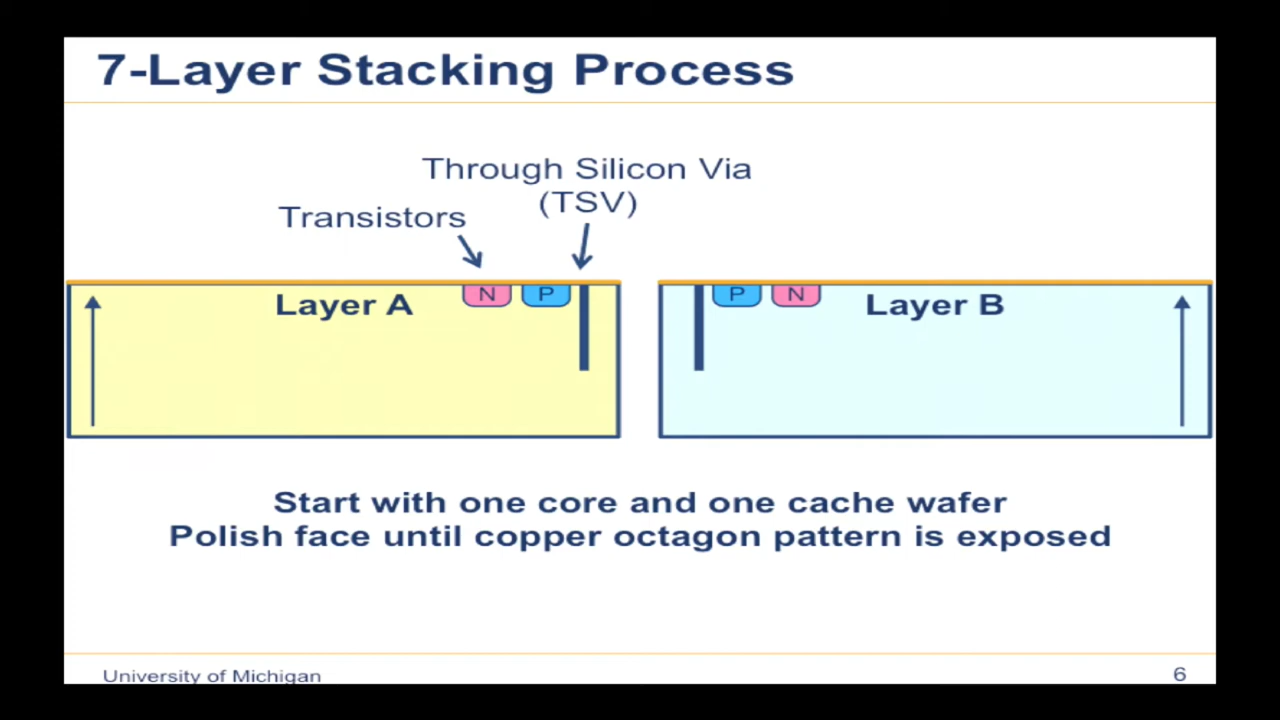 7-Layer Stacking Process
Through Silicon Via
(TSV)
Transistors
Layer A
N
P
P
N
Layer B
Start with one core and one cache wafer
Polish face until copper octagon pattern is exposed
University of Michigan
6